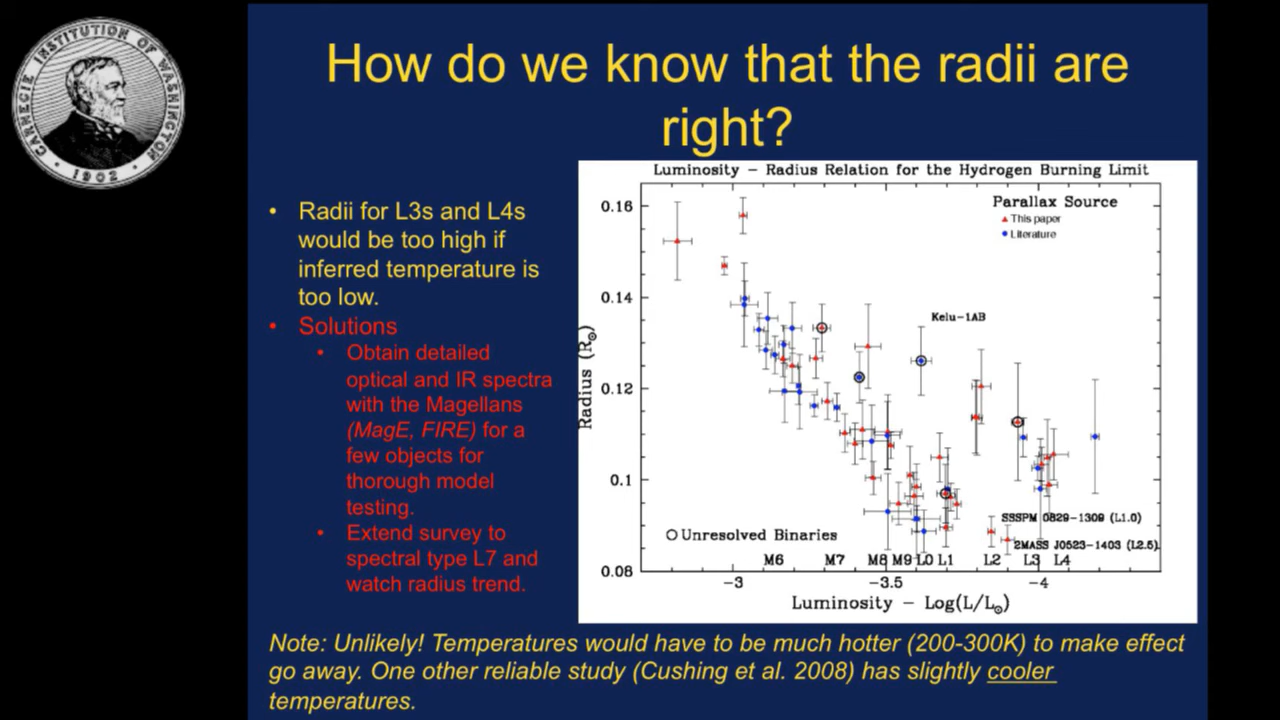 CARNEGIE INSTITUTION OF WASHINGTON
1902
How do we know that the radii are
right?
• Radii for L3s and L4s
would be too high if
inferred temperature is
too low.
• Solutions
• Obtain detailed
optical and IR spectra
with the Magellans
(MagE, FIRE) for a
few objects for
thorough model
testing.
• Extend survey to
spectral type L7 and
watch radius trend.
Luminosity – Radius Relation for the Hydrogen Burning Limit
Parallax Source
This paper
Literature
Kelu-1AB
SSSPM 0829-1309 (L1.0)
2MASS J0523-1403 (L2.5)
Unresolved Binaries
M6 M7 M8 M9 L0 L1 L2 L3 L4
0.16
0.14
0.12
0.1
0.08
Radius (R☉)
-3 -3.5 -4
Luminosity – Log(L/L☉)
Note: Unlikely! Temperatures would have to be much hotter (200-300K) to make effect
go away. One other reliable study (Cushing et al. 2008) has slightly cooler
temperatures.